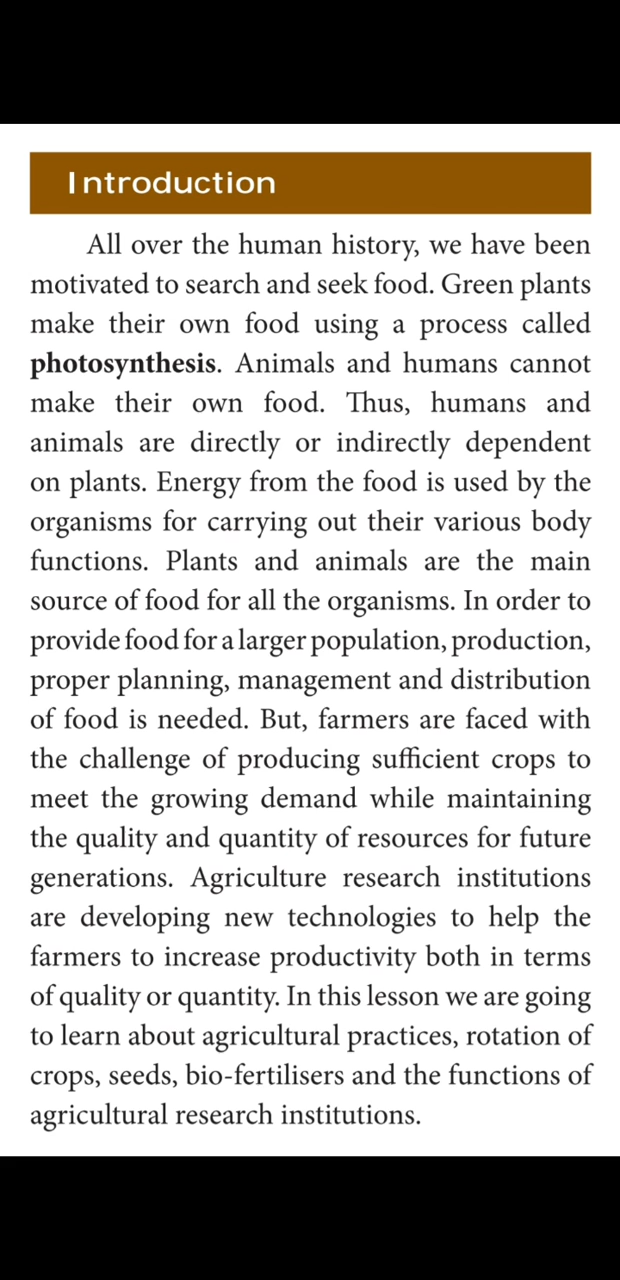 Introduction
All over the human history, we have been
motivated to search and seek food. Green plants
make their own food using a process called
photosynthesis. Animals and humans cannot
make their own food. Thus, humans and
animals are directly or indirectly dependent
on plants. Energy from the food is used by the
organisms for carrying out their various body
functions. Plants and animals are the main
source of food for all the organisms. In order to
provide food for a larger population, production,
proper planning, management and distribution
of food is needed. But, farmers are faced with
the challenge of producing sufficient crops to
meet the growing demand while maintaining
the quality and quantity of resources for future
generations. Agriculture research institutions
are developing new technologies to help the
farmers to increase productivity both in terms
of quality or quantity. In this lesson we are going
to learn about agricultural practices, rotation of
crops, seeds, bio-fertilisers and the functions of
agricultural research institutions.